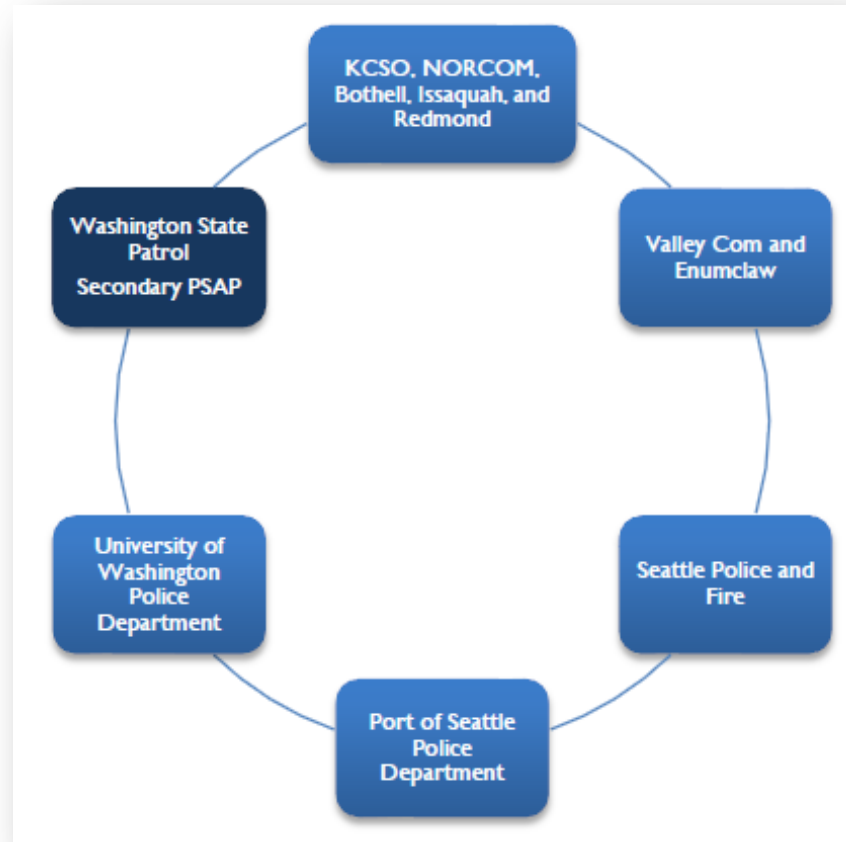 KCSO, NORCOM,
Bothell, Issaquah, and
Redmond
Valley Com and
Enumclaw
Seattle Police and
Fire
Port of Seattle
Police
Department
University of
Washington
Police
Department
Washington State
Patrol
Secondary PSAP